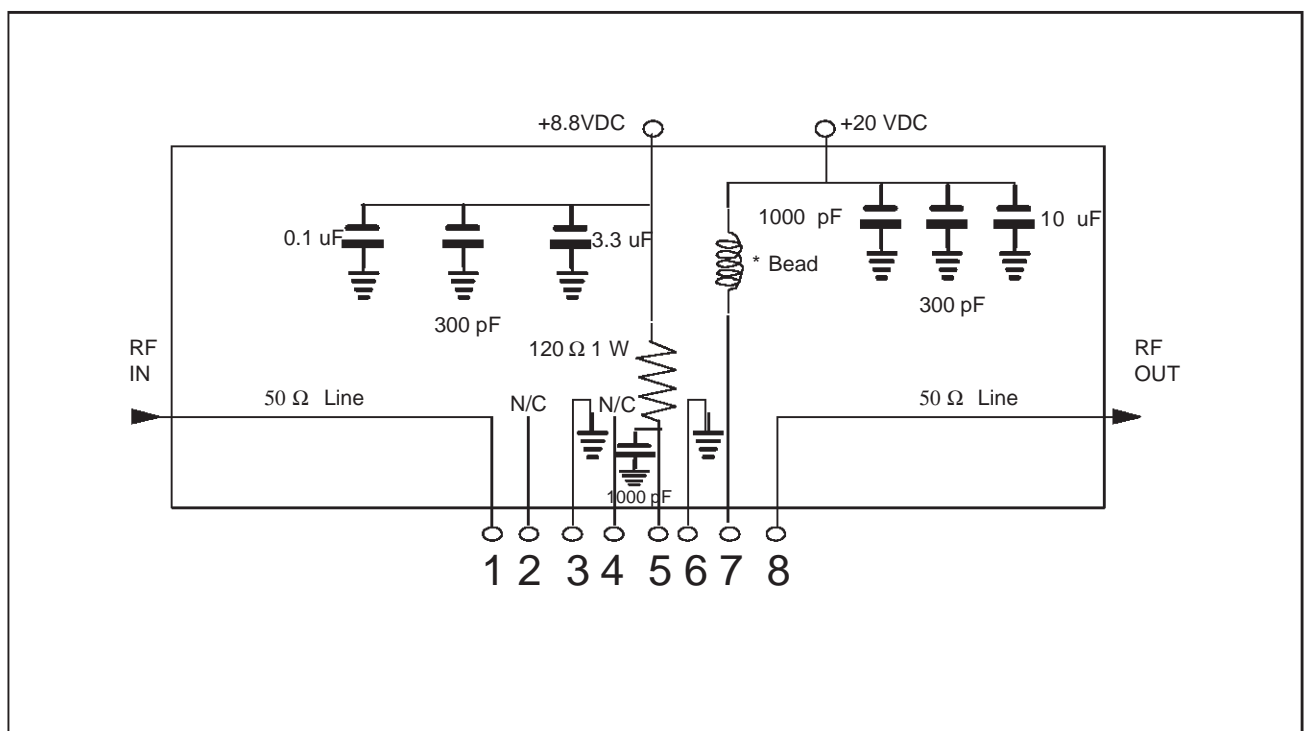 +8.8VDC
+20 VDC
0.1 uF
3.3 uF
1000 pF
10 uF
* Bead
300 pF
300 pF
120 Ω 1 W
RF
IN
RF
OUT
50 Ω Line
N/C
N/C
50 Ω Line
1000 pF
1 2 3 4 5 6 7 8